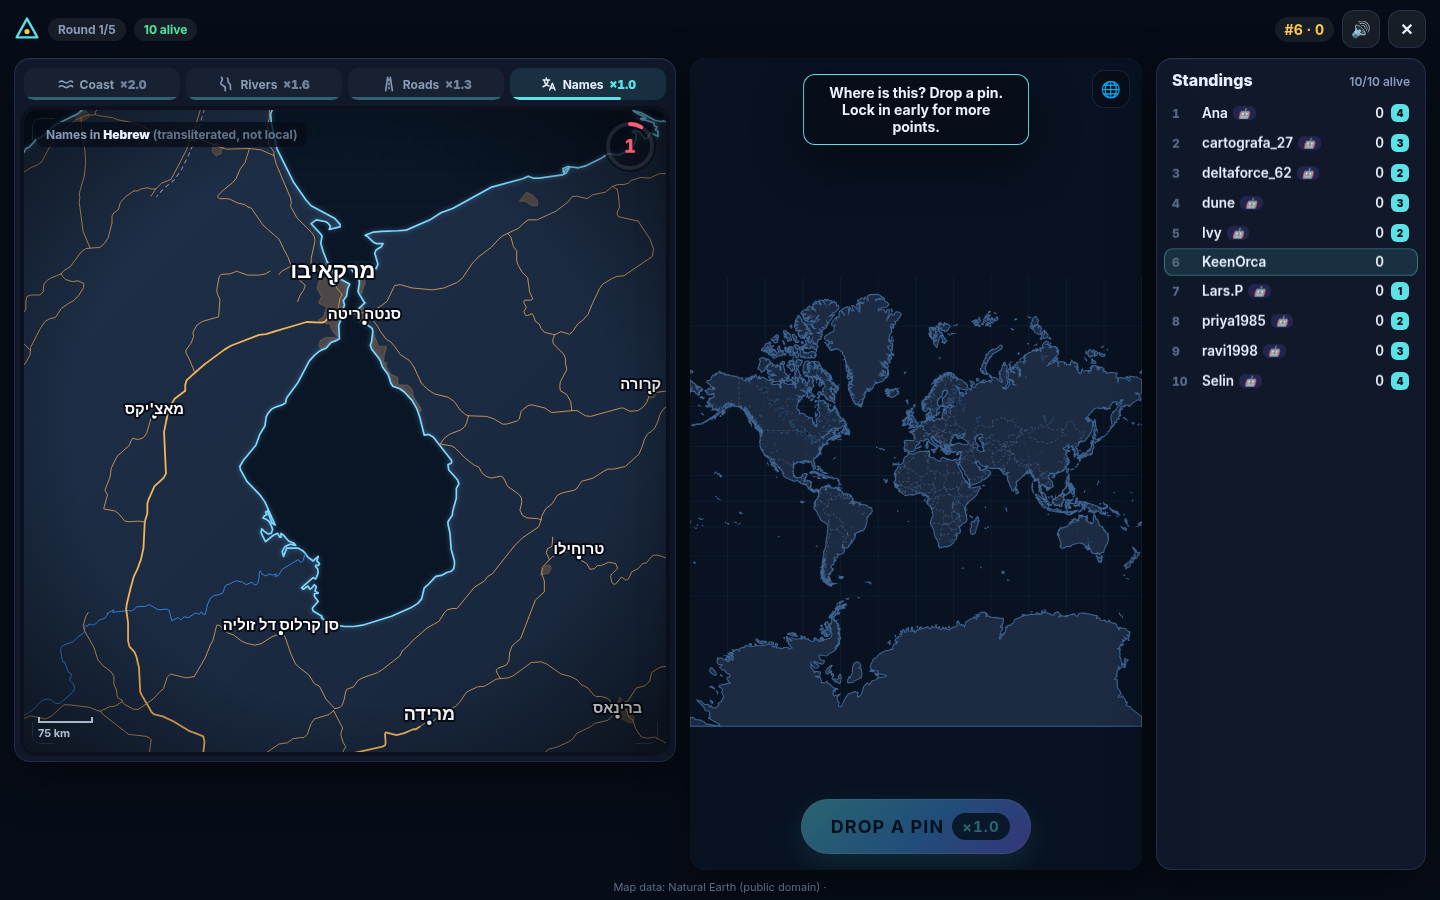 Round 1/5
10 alive
#6 · 0
Coast ×2.0
Rivers ×1.6
Roads ×1.3
Names ×1.0
Names in Hebrew (transliterated, not local)
1
מרקאיבו
סנטה ריטה
קרורה
מאצ'יקס
טרוחילו
סן קרלוס דל זוליה
מרידה
ברינאס
75 km
Where is this? Drop a pin.
Lock in early for more
points.
DROP A PIN ×1.0
Standings 10/10 alive
1 Ana 0 4
2 cartografa_27 0 3
3 deltaforce_62 0 2
4 dune 0 3
5 Ivy 0 2
6 KeenOrca 0
7 Lars.P 0 1
8 priya1985 0 2
9 ravi1998 0 3
10 Selin 0 4
Map data: Natural Earth (public domain) ·